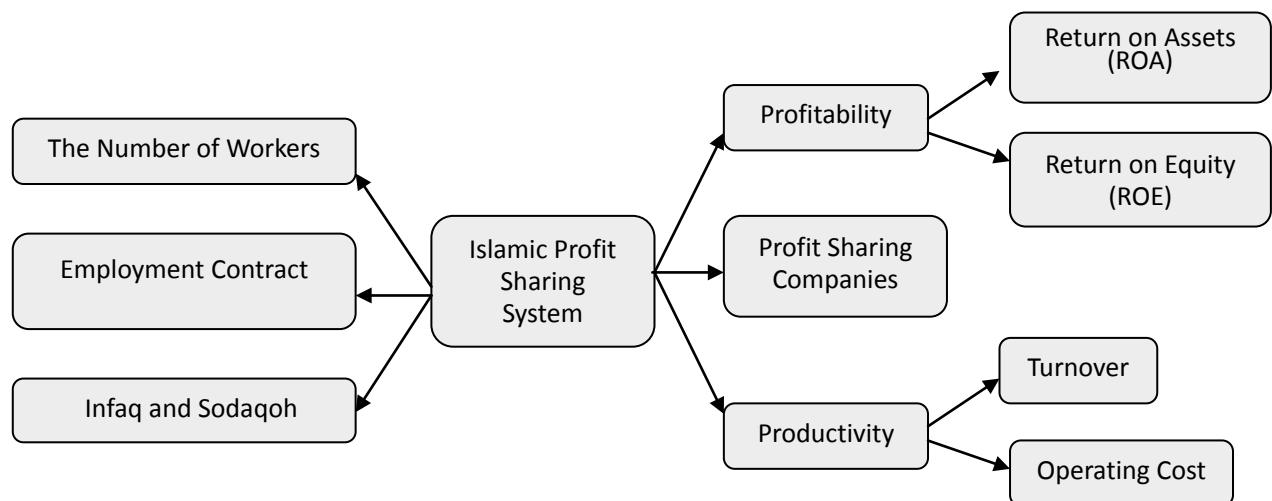 The Number of Workers
Employment Contract
Infaq and Sodaqoh
Islamic Profit
Sharing
System
Profitability
Profit Sharing
Companies
Productivity
Return on Assets
(ROA)
Return on Equity
(ROE)
Turnover
Operating Cost